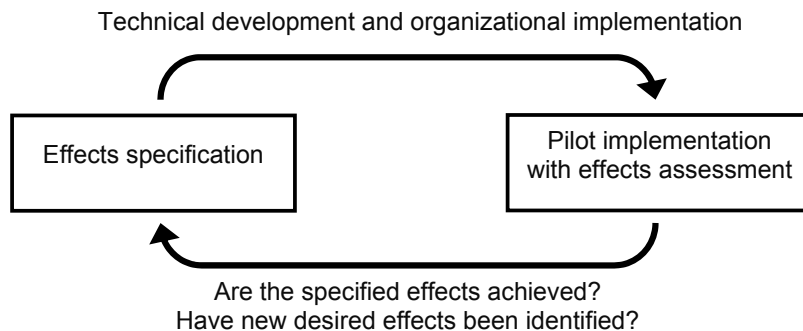 Technical development and organizational implementation
Effects specification
Pilot implementation
with effects assessment
Are the specified effects achieved?
Have new desired effects been identified?